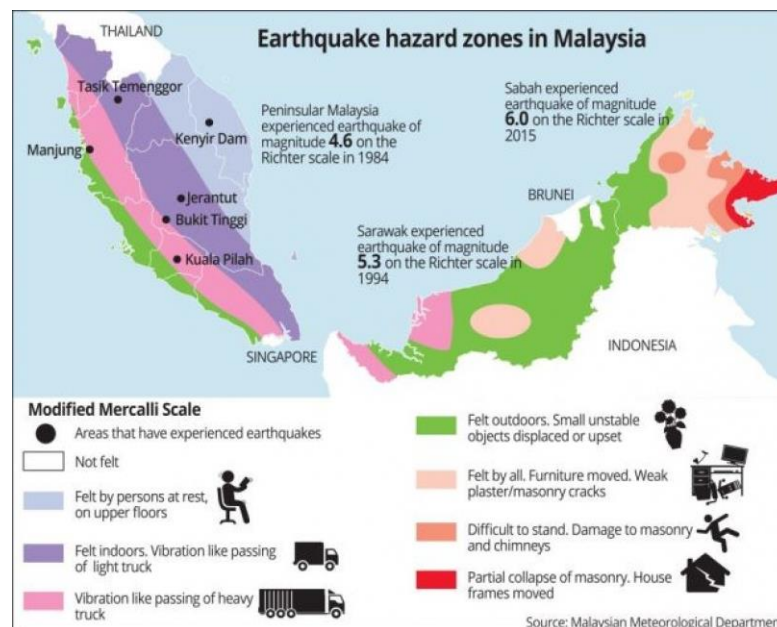 THAILAND
Earthquake hazard zones in Malaysia
Tasik Temenggor
Kenyir Dam
Manjung
Jerantut
Bukit Tinggi
Kuala Pilah
SINGAPORE
Peninsular Malaysia
experienced earthquake of
magnitude 4.6 on the
Richter scale in 1984
Sabah experienced
earthquake of magnitude
6.0 on the Richter scale in
2015
BRUNEI
Sarawak experienced
earthquake of magnitude
5.3 on the Richter scale in
1994
INDONESIA
Modified Mercalli Scale
Areas that have experienced earthquakes
Not felt
Felt by persons at rest,
on upper floors
Felt indoors. Vibration like passing
of light truck
Vibration like passing of heavy
truck
Felt outdoors. Small unstable
objects displaced or upset
Felt by all. Furniture moved. Weak
plaster/masonry cracks
Difficult to stand. Damage to masonry
and chimneys
Partial collapse of masonry. House
frames moved
Source: Malaysian Meteorological Departmen